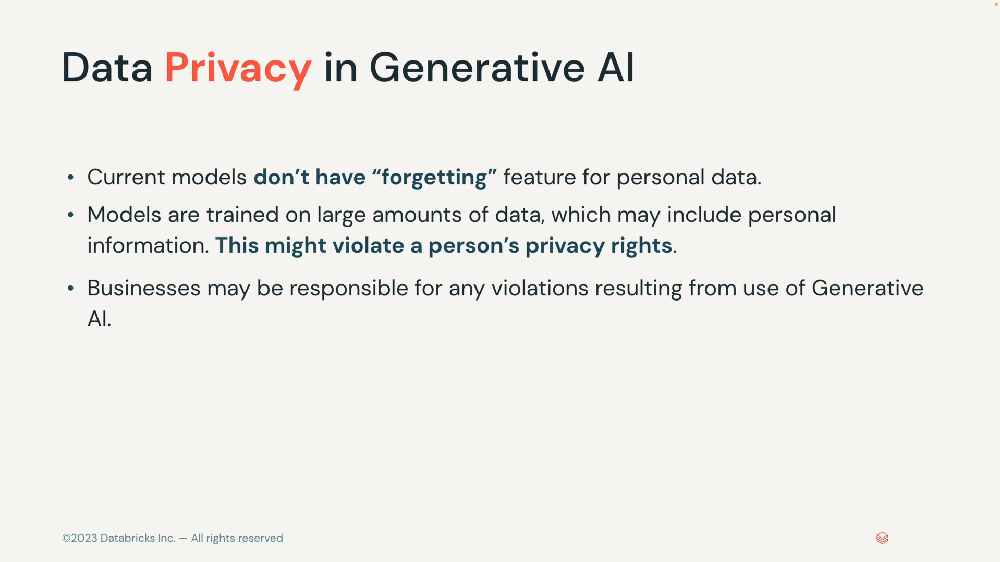 Data Privacy in Generative AI
• Current models don’t have “forgetting” feature for personal data.
• Models are trained on large amounts of data, which may include personal
information. This might violate a person’s privacy rights.
• Businesses may be responsible for any violations resulting from use of Generative
AI.
©2023 Databricks Inc. — All rights reserved